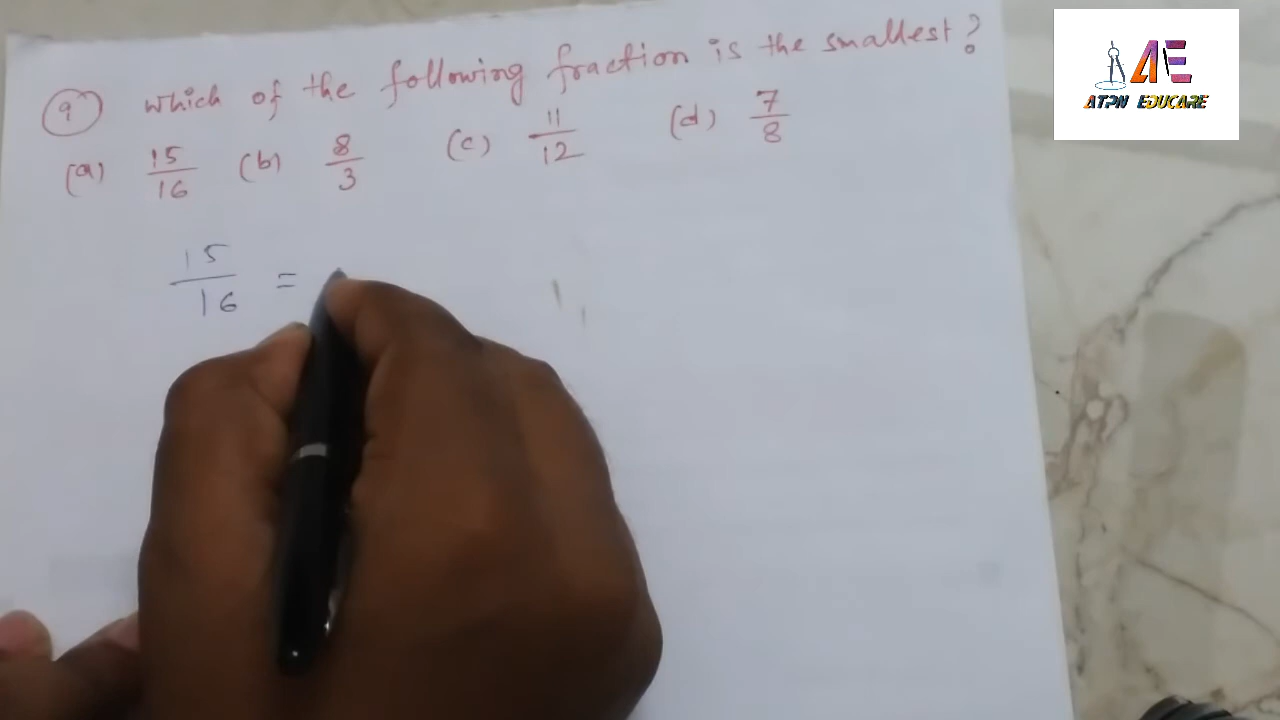 9 Which of the following fraction is the smallest?
(a) 15/16 (b) 8/3 (c) 11/12 (d) 7/8
15/16 =
AE
ATPN EDUCARE